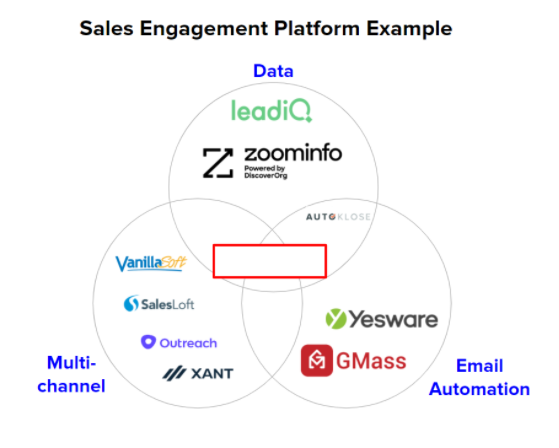 Sales Engagement Platform Example
Data
leadiQ
zoominfo
Powered by
DiscoverOrg
AUTOKLOSE
VanillaSoft
SalesLoft
Outreach
XANT
Yesware
GMass
Multi-
channel
Email
Automation